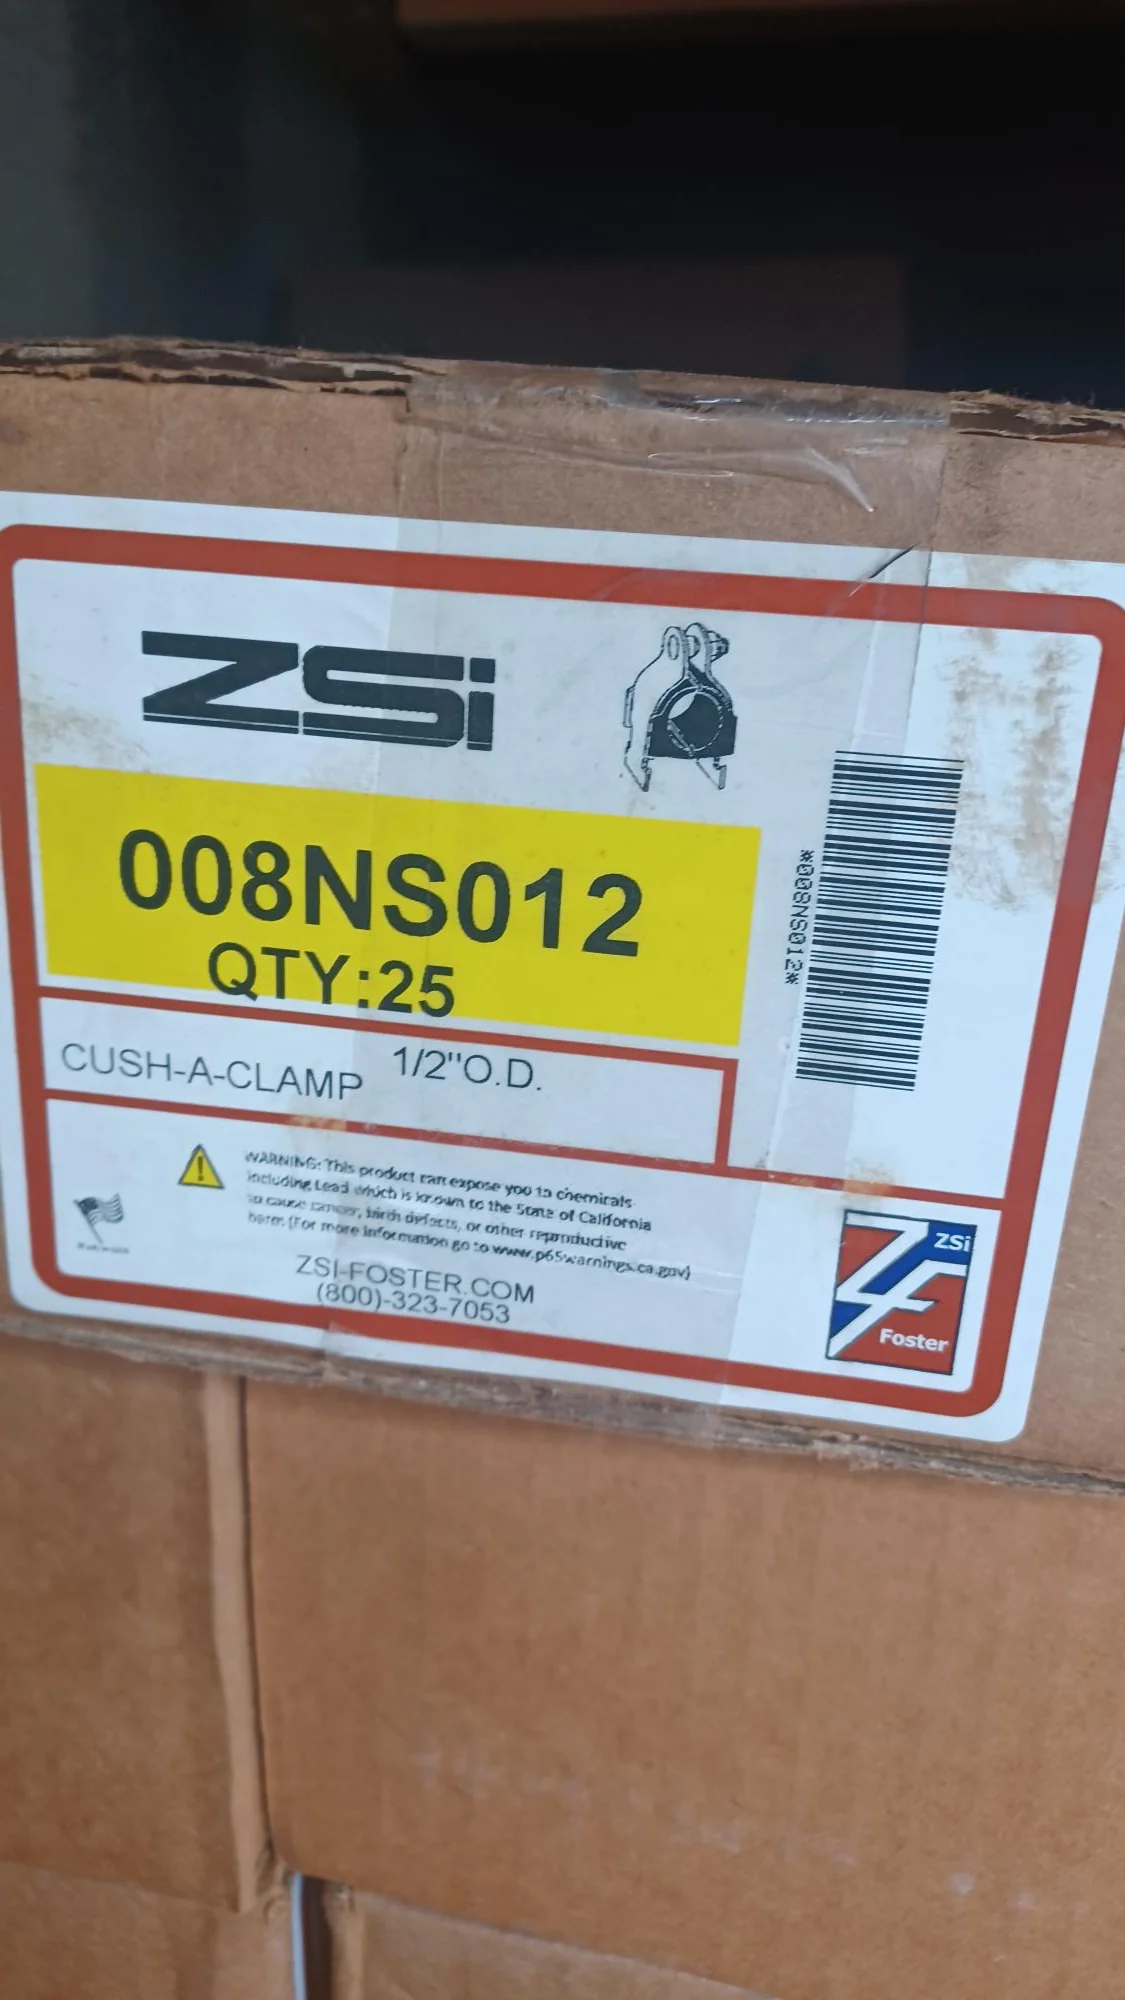 ZSi
008NS012
QTY:25
*008NS012*
CUSH-A-CLAMP 1/2"O.D.
WARNING: This product can expose you to chemicals
including Lead which is known to the State of California
to cause cancer, birth defects, or other reproductive
harm. (For more information go to www.p65warnings.ca.gov)
ZSI-FOSTER.COM
(800)-323-7053
ZSi
Foster